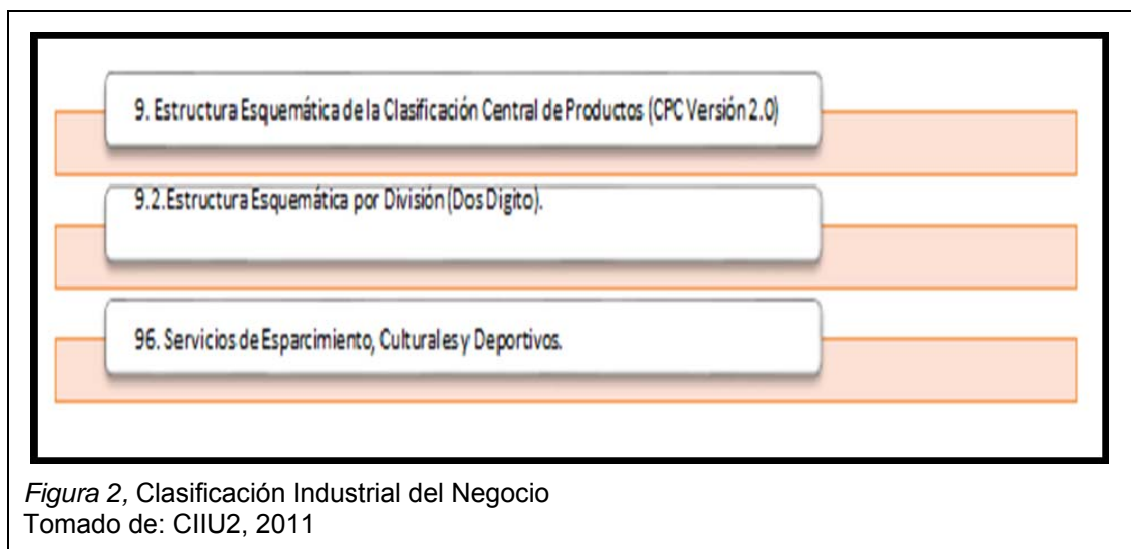 9. Estructura Esquemática de la Clasificación Central de Productos (CPC Versión 2.0)
9.2.Estructura Esquemática por División (Dos Digito).
96. Servicios de Esparcimiento, Culturales y Deportivos.
Figura 2, Clasificación Industrial del Negocio
Tomado de: CIIU2, 2011